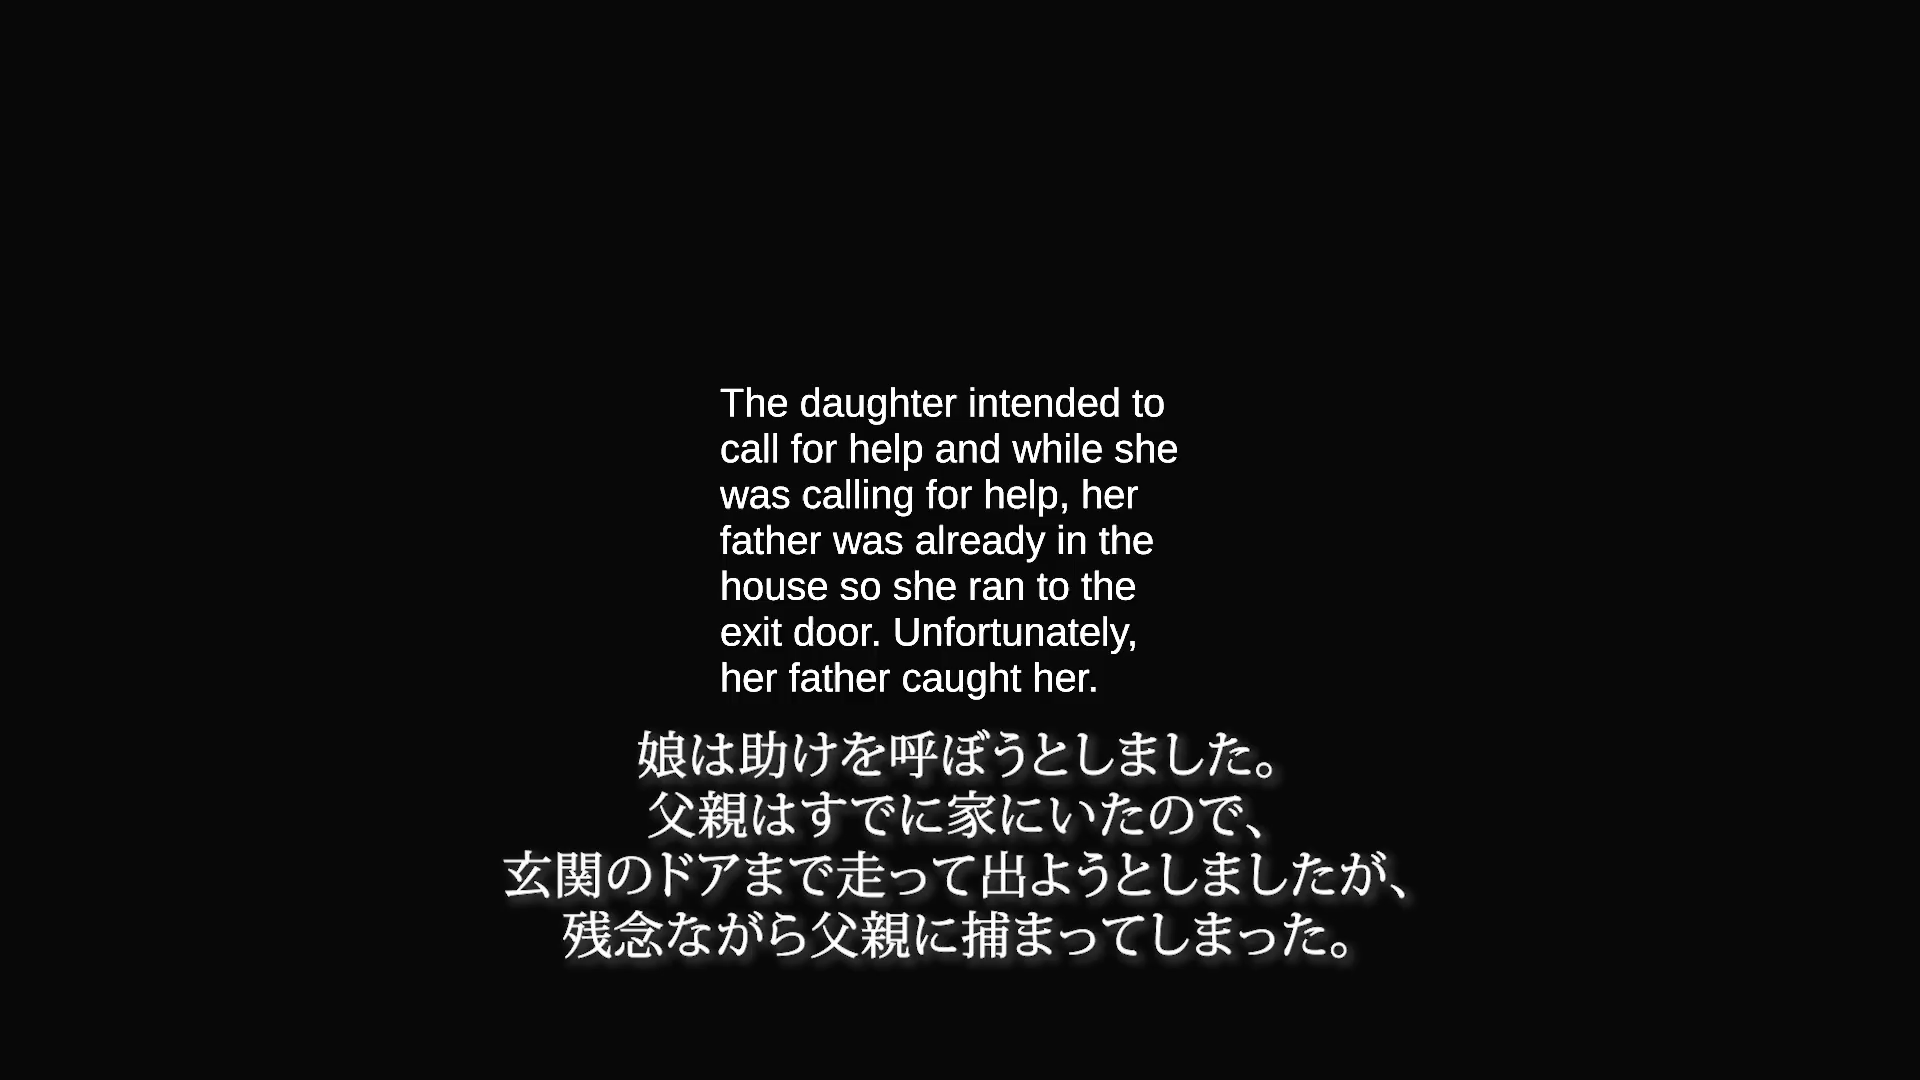 The daughter intended to
call for help and while she
was calling for help, her
father was already in the
house so she ran to the
exit door. Unfortunately,
her father caught her.
娘は助けを呼ぼうとしました。
父親はすでに家にいたので、
玄関のドアまで走って出ようとしましたが、
残念ながら父親に捕まってしまった。